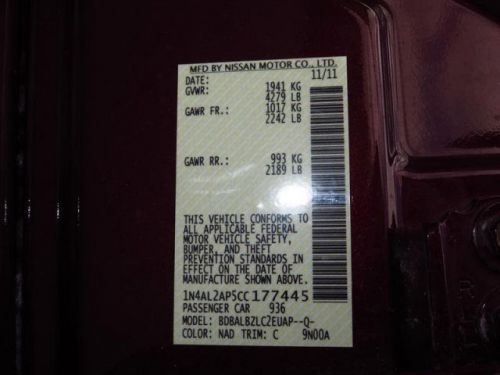 MFD BY NISSAN MOTOR CO., LTD.
DATE: 11/11
GVWR: 1941 KG
4279 LB
GAWR FR.: 1017 KG
2242 LB
GAWR RR.: 993 KG
2189 LB
THIS VEHICLE CONFORMS TO
ALL APPLICABLE FEDERAL
MOTOR VEHICLE SAFETY,
BUMPER, AND THEFT
PREVENTION STANDARDS IN
EFFECT ON THE DATE OF
MANUFACTURE SHOWN ABOVE.
1N4AL2AP5CC177445
PASSENGER CAR 936
MODEL: BDBALBZLC2EUAP--Q-
COLOR: NAD TRIM: C 9N00A